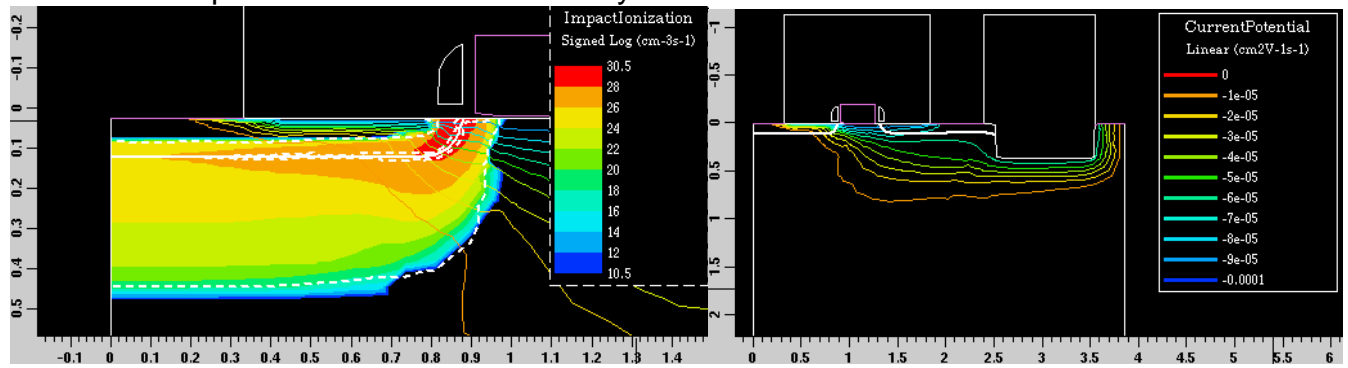 ImpactIonization
Signed Log (cm-3s-1)
30.5
28
26
24
22
20
18
16
14
12
10.5
-0.2
-0.1
0
0.1
0.2
0.3
0.4
0.5
-0.1 0 0.1 0.2 0.3 0.4 0.5 0.6 0.7 0.8 0.9 1 1.1 1.2 1.3 1.4
CurrentPotential
Linear (cm2V-1s-1)
0
-1e-05
-2e-05
-3e-05
-4e-05
-5e-05
-6e-05
-7e-05
-8e-05
-9e-05
-0.0001
-1
-0.5
0
0.5
1
1.5
2
0 0.5 1 1.5 2 2.5 3 3.5 4 4.5 5 5.5 6